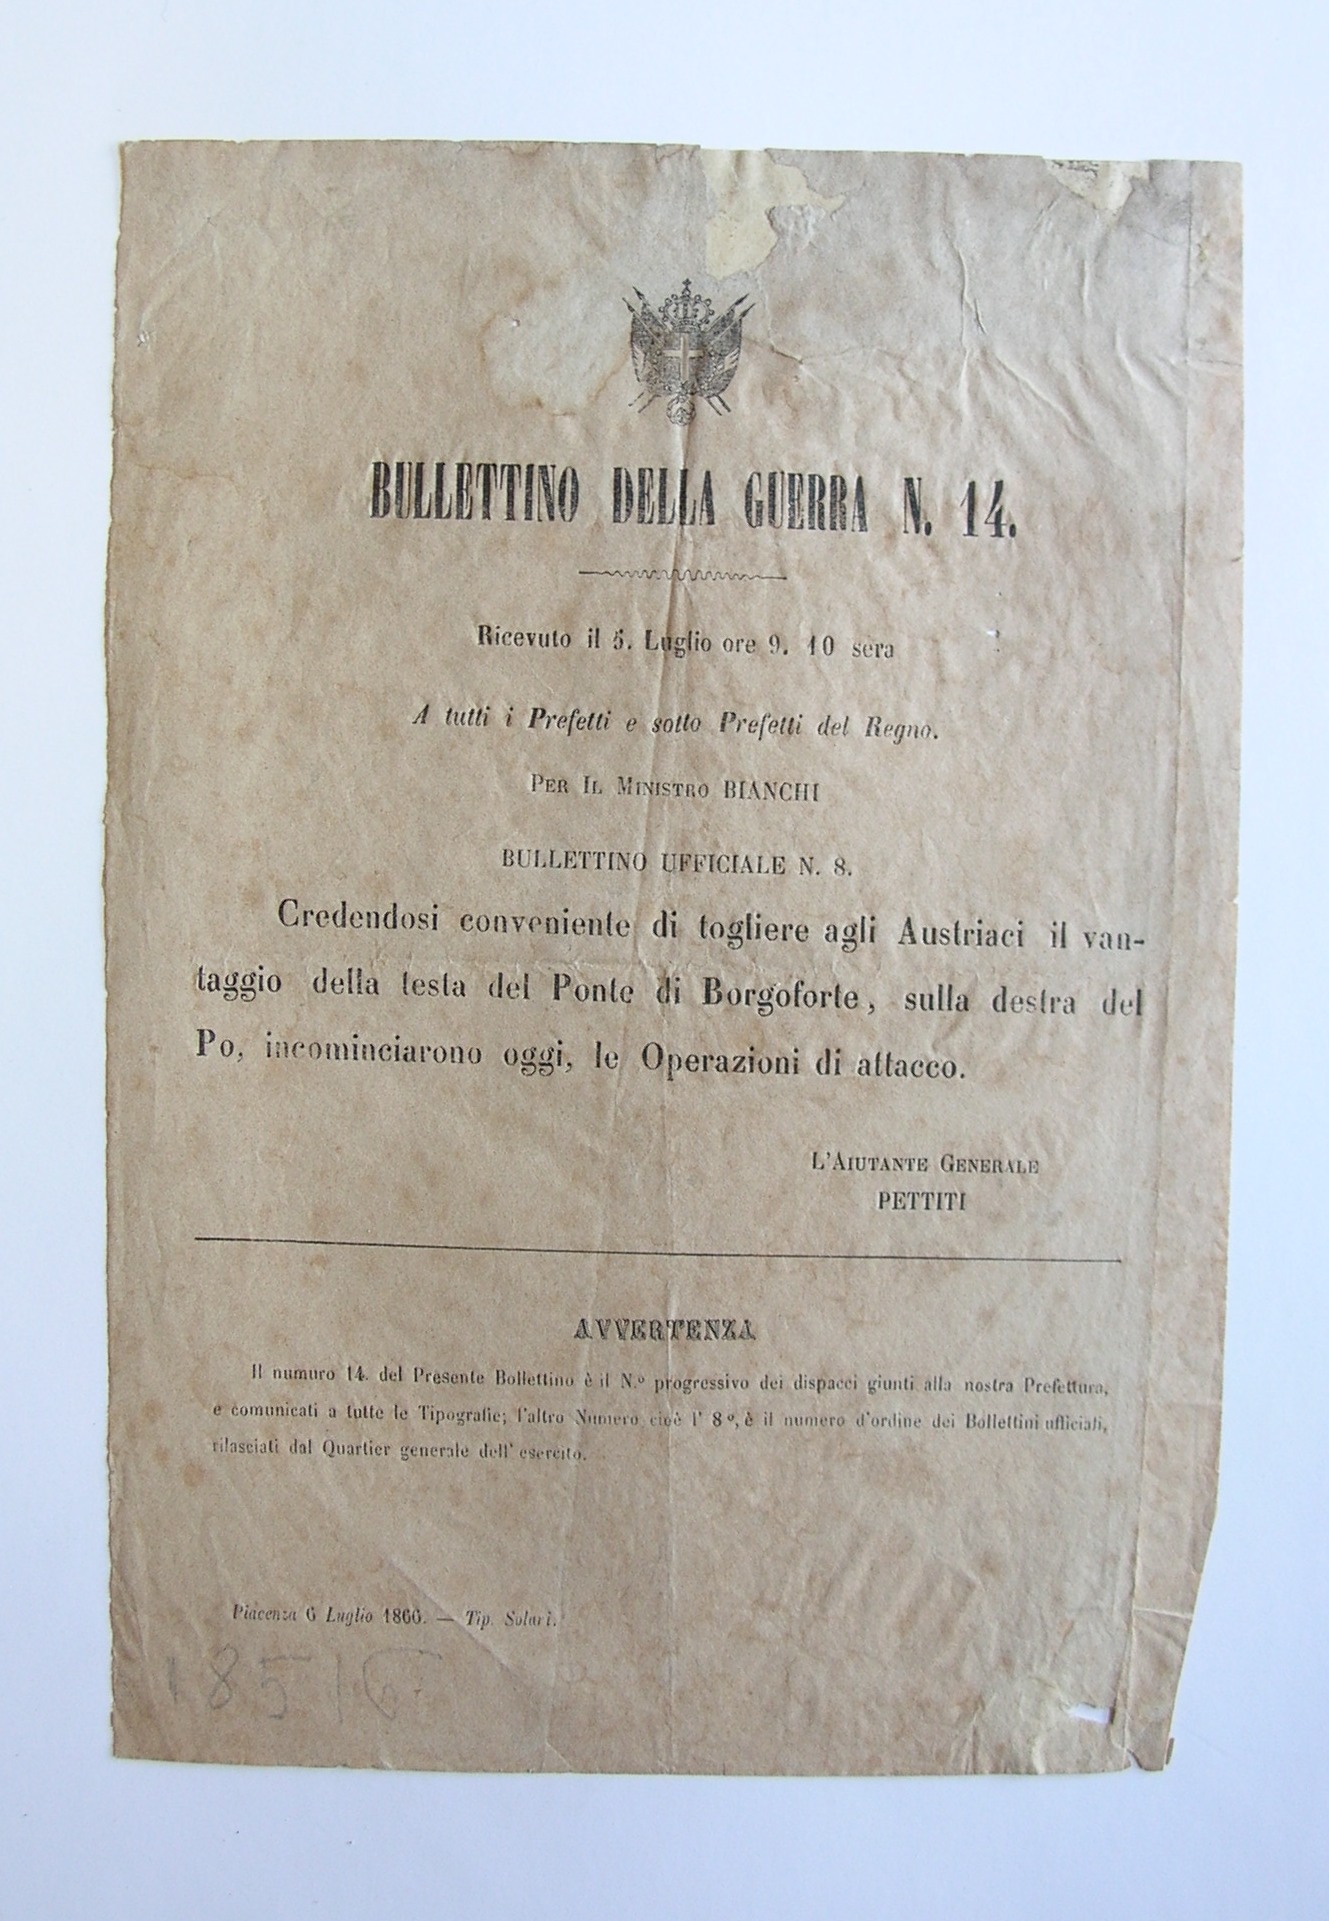 BULLETTINO DELLA GUERRA N. 14.
Ricevuto il 5. Luglio ore 9. 10 sera
A tutti i Prefetti e sotto Prefetti del Regno.
PER IL MINISTRO BIANCHI
BULLETTINO UFFICIALE N. 8.
Credendosi conveniente di togliere agli Austriaci il van-
taggio della testa del Ponte di Borgoforte, sulla destra del
Po, incominciarono oggi, le Operazioni di attacco.
L'AIUTANTE GENERALE
PETTITI
AVVERTENZA
Il numuro 14. del Presente Bollettino è il N.º progressivo dei dispacci giunti alla nostra Prefettura,
e comunicati a tutte le Tipografie; l'altro Numero cioè l' 8º, è il numero d'ordine dei Bollettini ufficiali,
rilasciati dal Quartier generale dell' esercito.
Piacenza 6 Luglio 1866. — Tip. Solari.